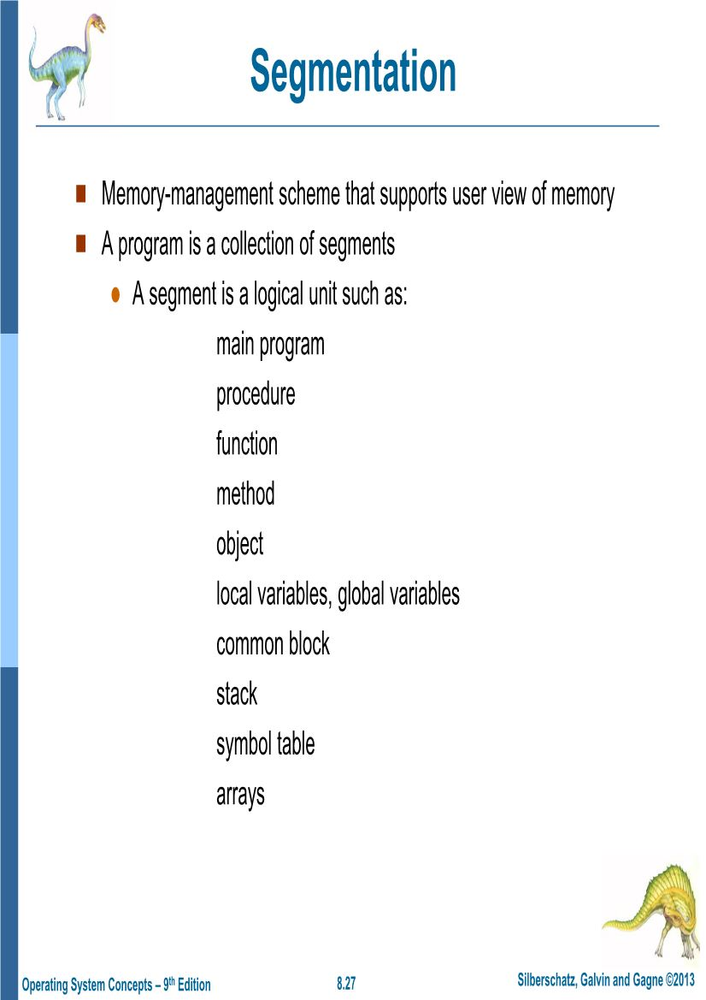 Segmentation
Memory-management scheme that supports user view of memory
A program is a collection of segments
A segment is a logical unit such as:
main program
procedure
function
method
object
local variables, global variables
common block
stack
symbol table
arrays
Operating System Concepts – 9th Edition
8.27
Silberschatz, Galvin and Gagne ©2013